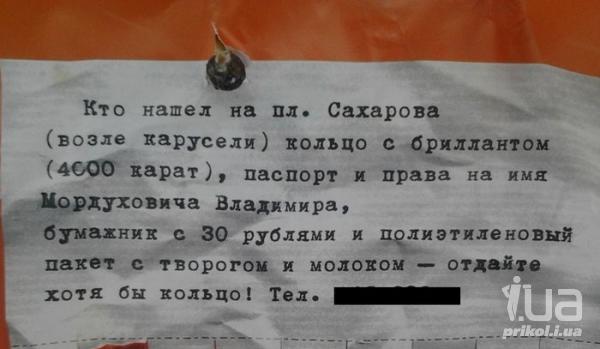 Кто нашел на пл. Сахарова
(возле карусели) кольцо с бриллантом
(4000 карат), паспорт и права на имя
Мордуховича Владимира,
бумажник с 30 рублями и полиэтиленовый
пакет с творогом и молоком — отдайте
хотя бы кольцо! Тел.
i.ua
prikol.i.ua